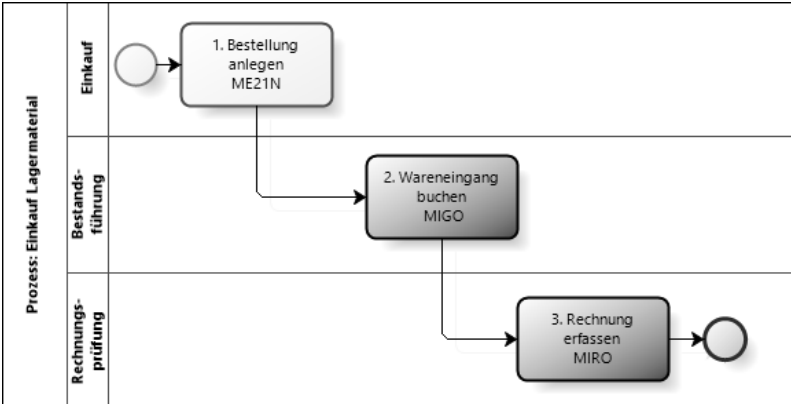 Prozess: Einkauf Lagermaterial
Einkauf
1. Bestellung
anlegen
ME21N
Bestands-
führung
2. Wareneingang
buchen
MIGO
Rechnungs-
prüfung
3. Rechnung
erfassen
MIRO